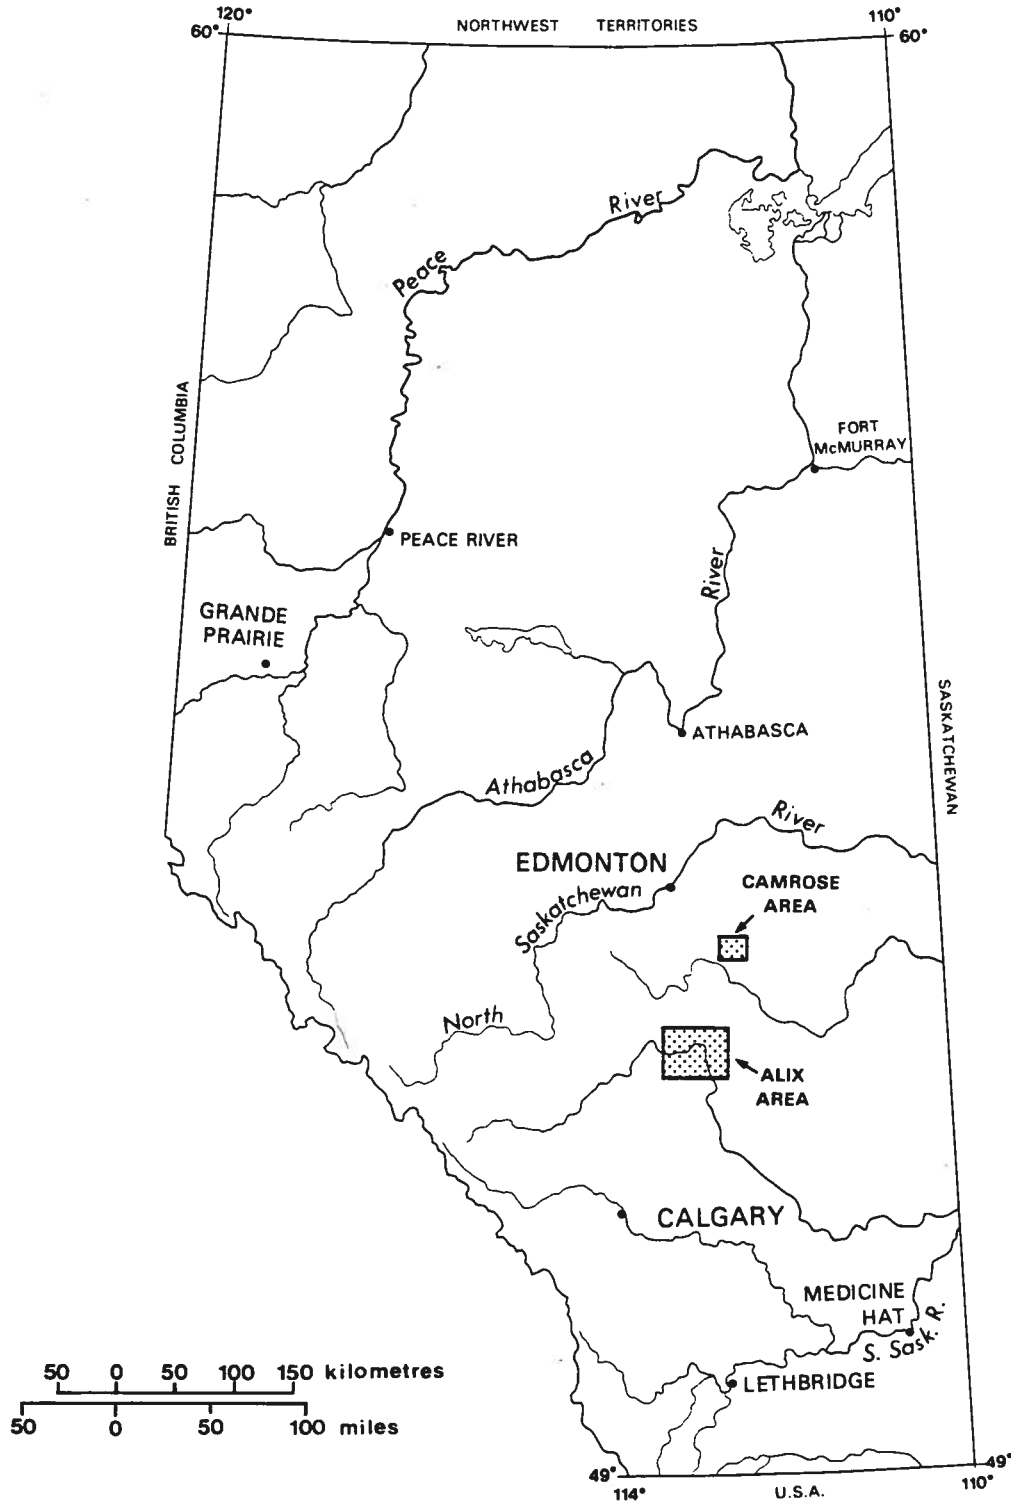 120°
110°
60°
NORTHWEST TERRITORIES
60°
River
Peace
BRITISH COLUMBIA
FORT
McMURRAY
PEACE RIVER
River
GRANDE
PRAIRIE
SASKATCHEWAN
ATHABASCA
Athabasca
River
EDMONTON
CAMROSE
AREA
Saskatchewan
North
ALIX
AREA
CALGARY
MEDICINE
HAT
S. Sask. R.
50 0 50 100 150 kilometres
LETHBRIDGE
50 0 50 100 miles
49°
49°
114°
110°
U.S.A.